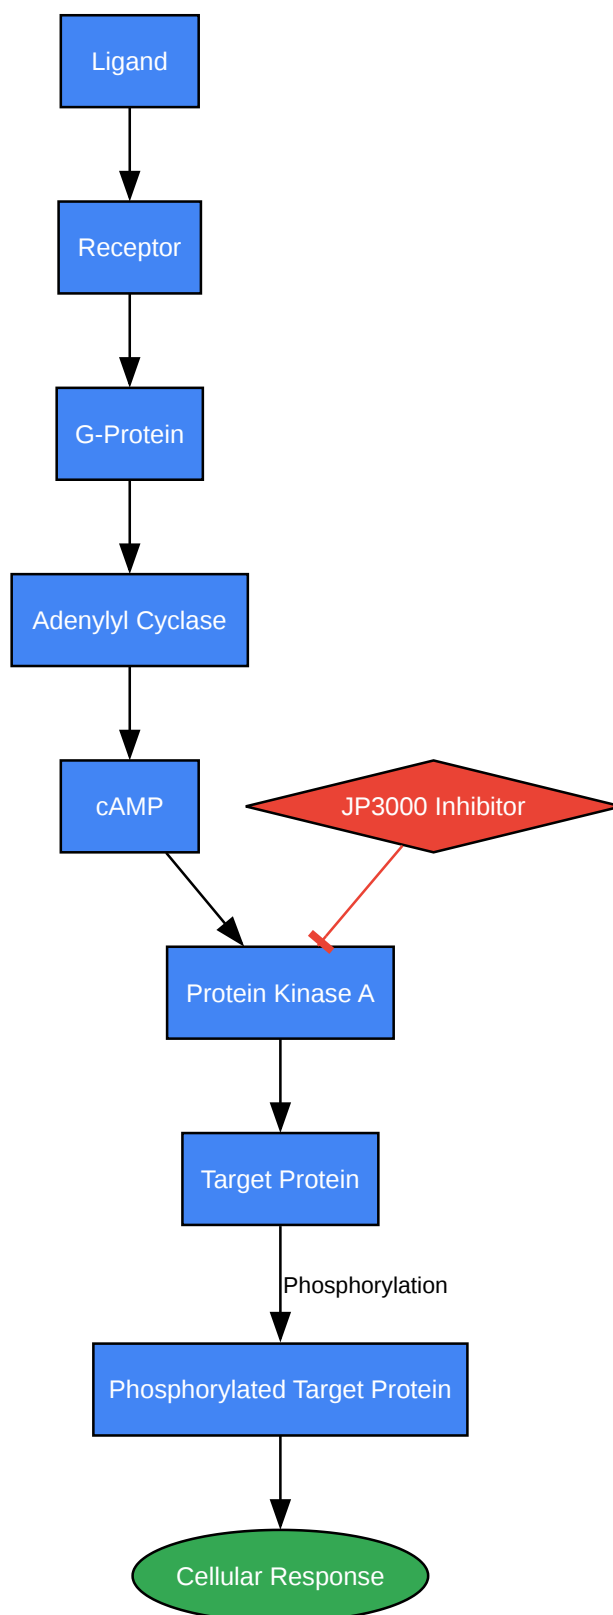 Ligand
Receptor
G-Protein
Adenylyl Cyclase
cAMP
JP3000 Inhibitor
Protein Kinase A
Target Protein
Phosphorylation
Phosphorylated Target Protein
Cellular Response